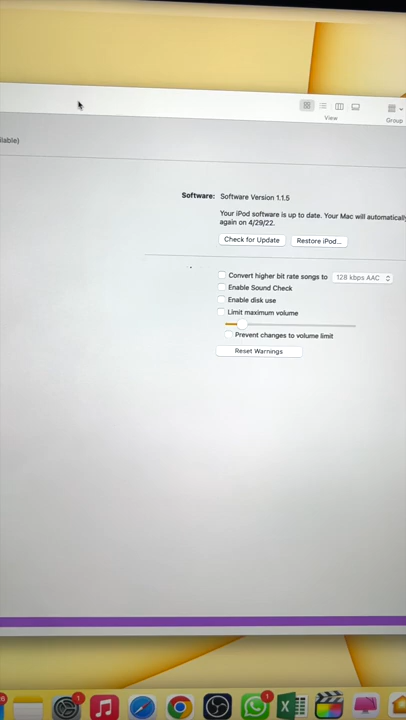 View
Group
ilable)
Software: Software Version 1.1.5
Your iPod software is up to date. Your Mac will automatically
again on 4/29/22.
Check for Update
Restore iPod...
Convert higher bit rate songs to 128 kbps AAC
Enable Sound Check
Enable disk use
Limit maximum volume
Prevent changes to volume limit
Reset Warnings
1
1